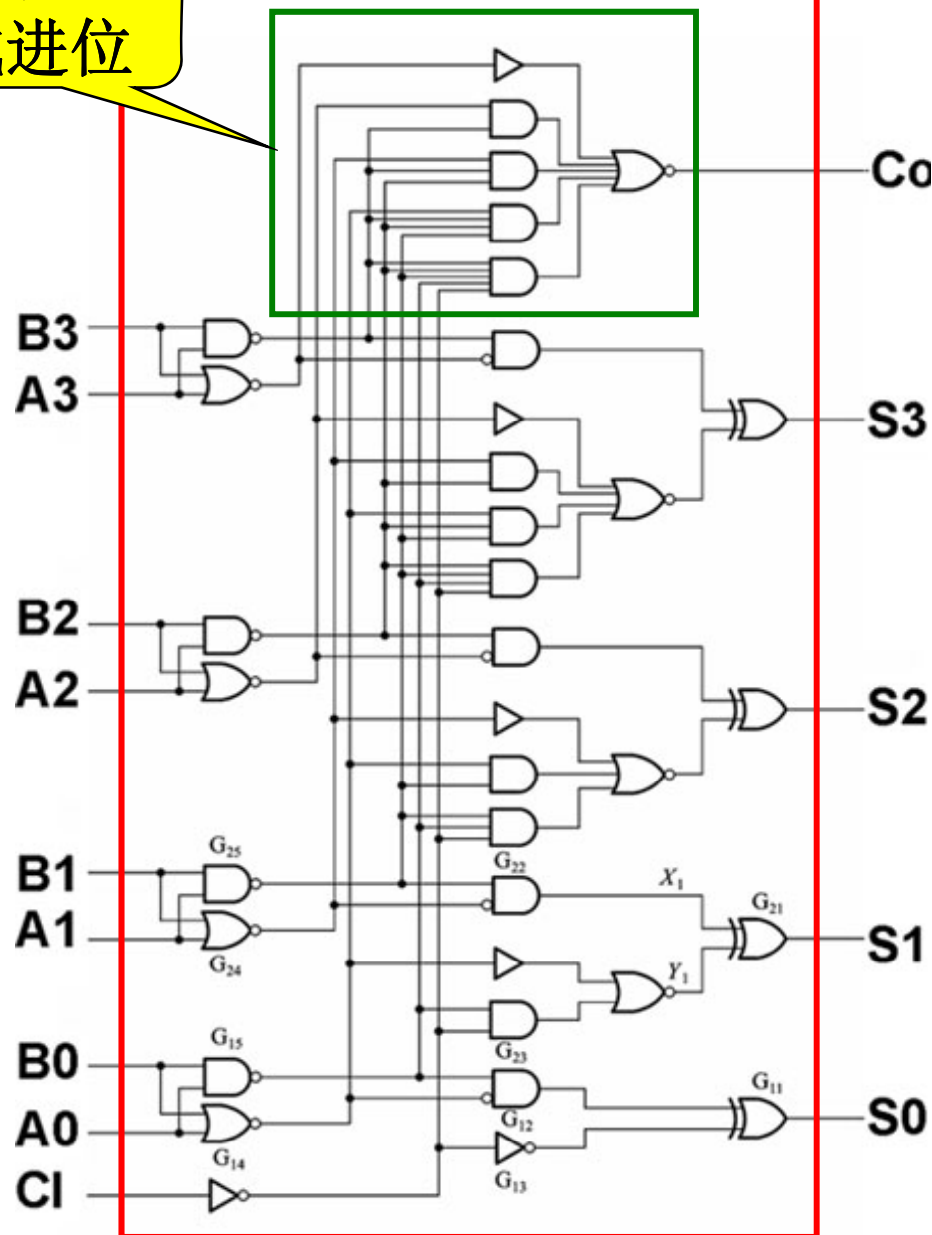 进位
Co
B3
A3
S3
B2
A2
S2
G₂₅
B1
G₂₂
X₁
G₂₁
A1
S1
G₂₄
Y₁
G₁₅
B0
G₂₃
G₁₁
A0
G₁₂
S0
G₁₄
G₁₃
CI